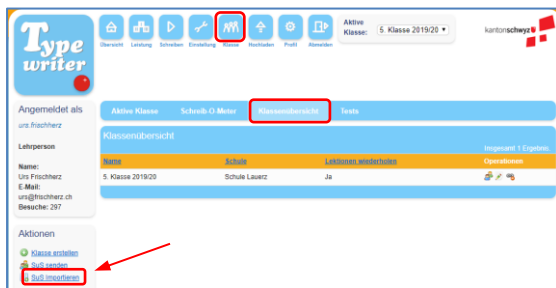 Type
writer
Übersicht Leistung Schreiben Einstellung Klasse Hochladen Profil Abmelden
Aktive
Klasse:
5. Klasse 2019/20
kantonschwyz
Angemeldet als
urs.frischherz
Lehrperson
Name:
Urs Frischherz
E-Mail:
urs@frischherz.ch
Besuche: 297
Aktive Klasse Schreib-O-Meter Klassenübersicht Texts
Klassenübersicht
Insgesamt 1 Ergebnis.
Name Schule Lektionen wiederholen Operationen
5. Klasse 2019/20 Schule Lauerz Ja
Aktionen
Klasse erstellen
SuS senden
SuS importieren